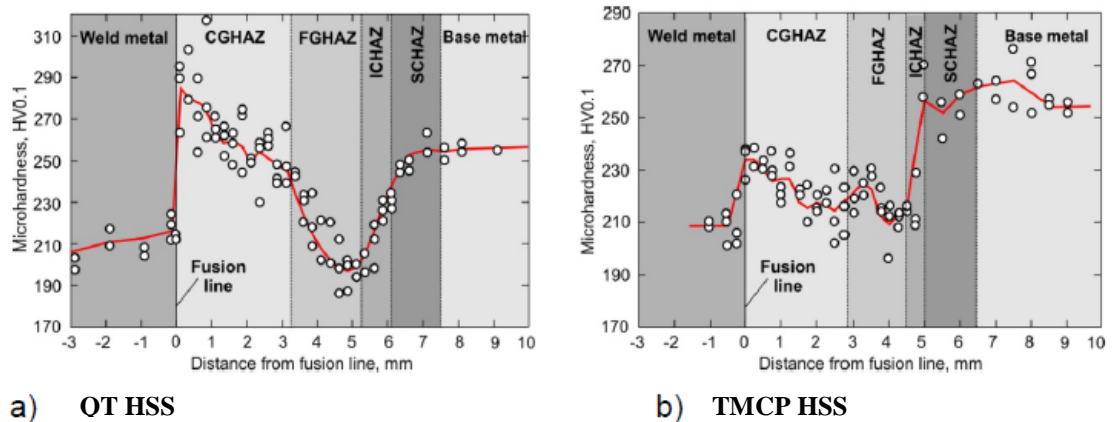 310
290
270
250
230
210
190
170
Microhardness, HV0.1
Weld metal
CGHAZ
FGHAZ
ICHAZ
SCHAZ
Base metal
Fusion
line
-3 -2 -1 0 1 2 3 4 5 6 7 8 9 10
Distance from fusion line, mm
a) QT HSS
290
270
250
230
210
190
170
Microhardness, HV0.1
Weld metal
CGHAZ
FGHAZ
ICHAZ
SCHAZ
Base metal
Fusion
line
-3 -2 -1 0 1 2 3 4 5 6 7 8 9 10
Distance from fusion line, mm
b) TMCP HSS